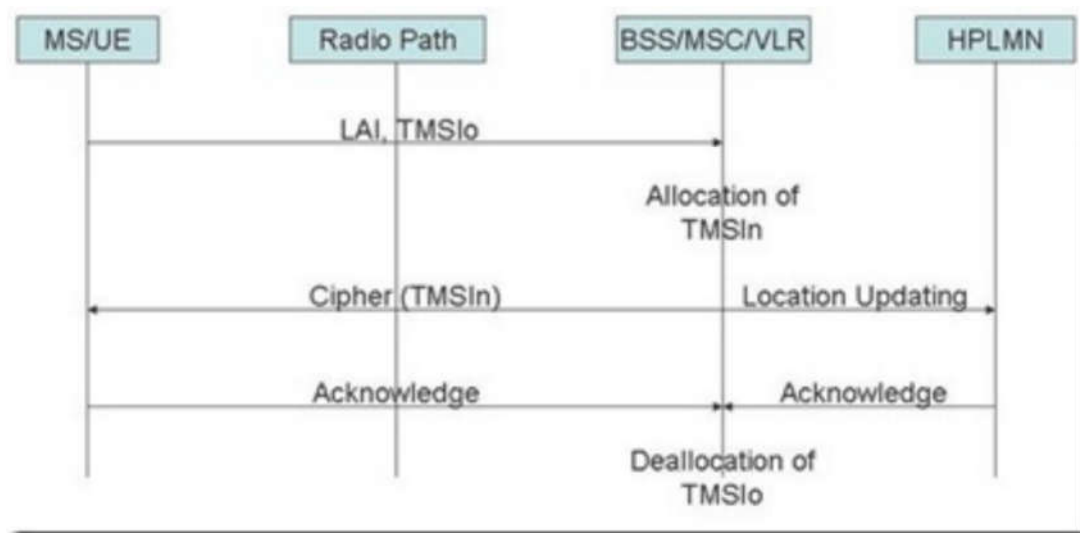 MS/UE
Radio Path
BSS/MSC/VLR
HPLMN
LAI, TMSIo
Allocation of
TMSIn
Cipher (TMSIn)
Location Updating
Acknowledge
Acknowledge
Deallocation of
TMSIo